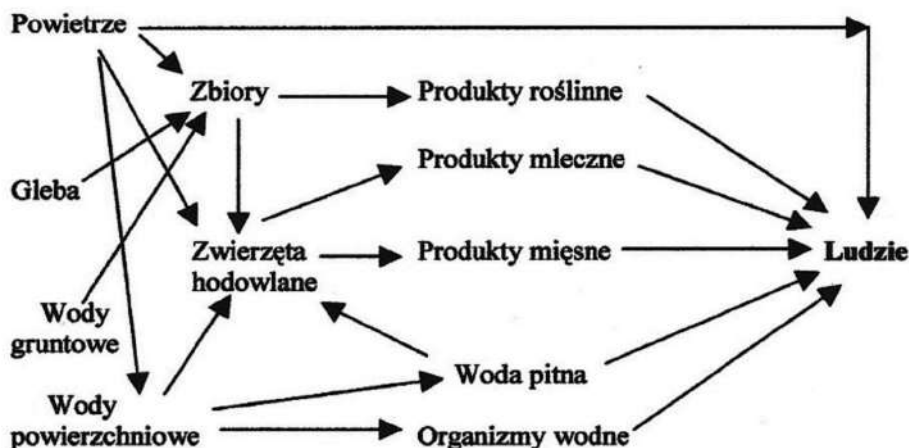 Powietrze
Zbiory
Produkty roślinne
Produkty mleczne
Gleba
Zwierzęta
hodowlane
Produkty mięsne
Ludzie
Wody
gruntowe
Woda pitna
Wody
powierzchniowe
Organizmy wodne